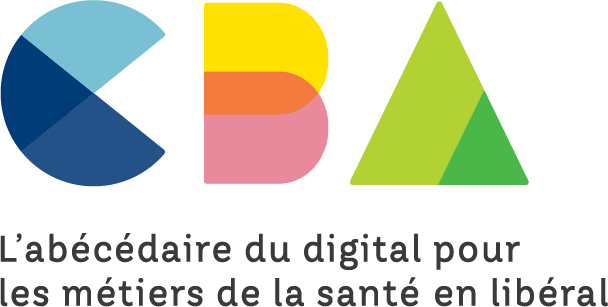 CBA
L'abécédaire du digital pour
les métiers de la santé en libéral